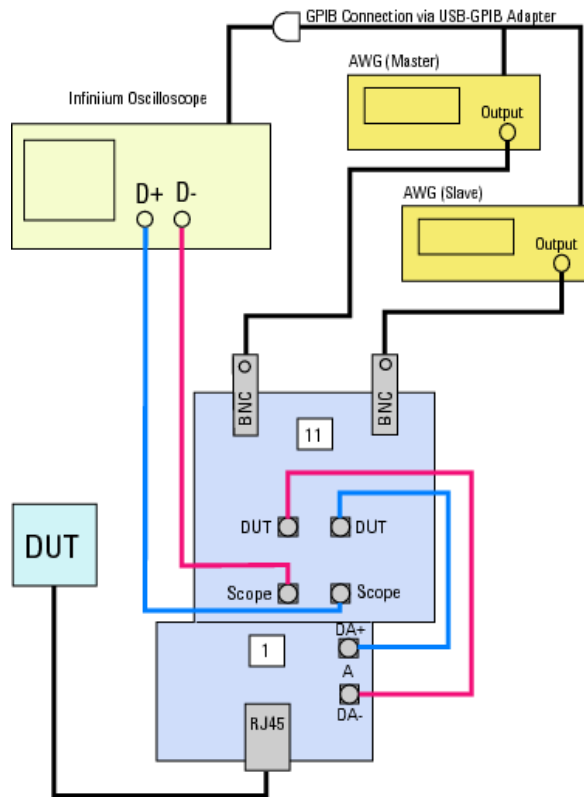 GPIB Connection via USB-GPIB Adapter
AWG (Master)
Infiniium Oscilloscope
Output
D+ D-
AWG (Slave)
Output
BNC
BNC
11
DUT
DUT
DUT
Scope
Scope
DA+
1
A
DA-
RJ45